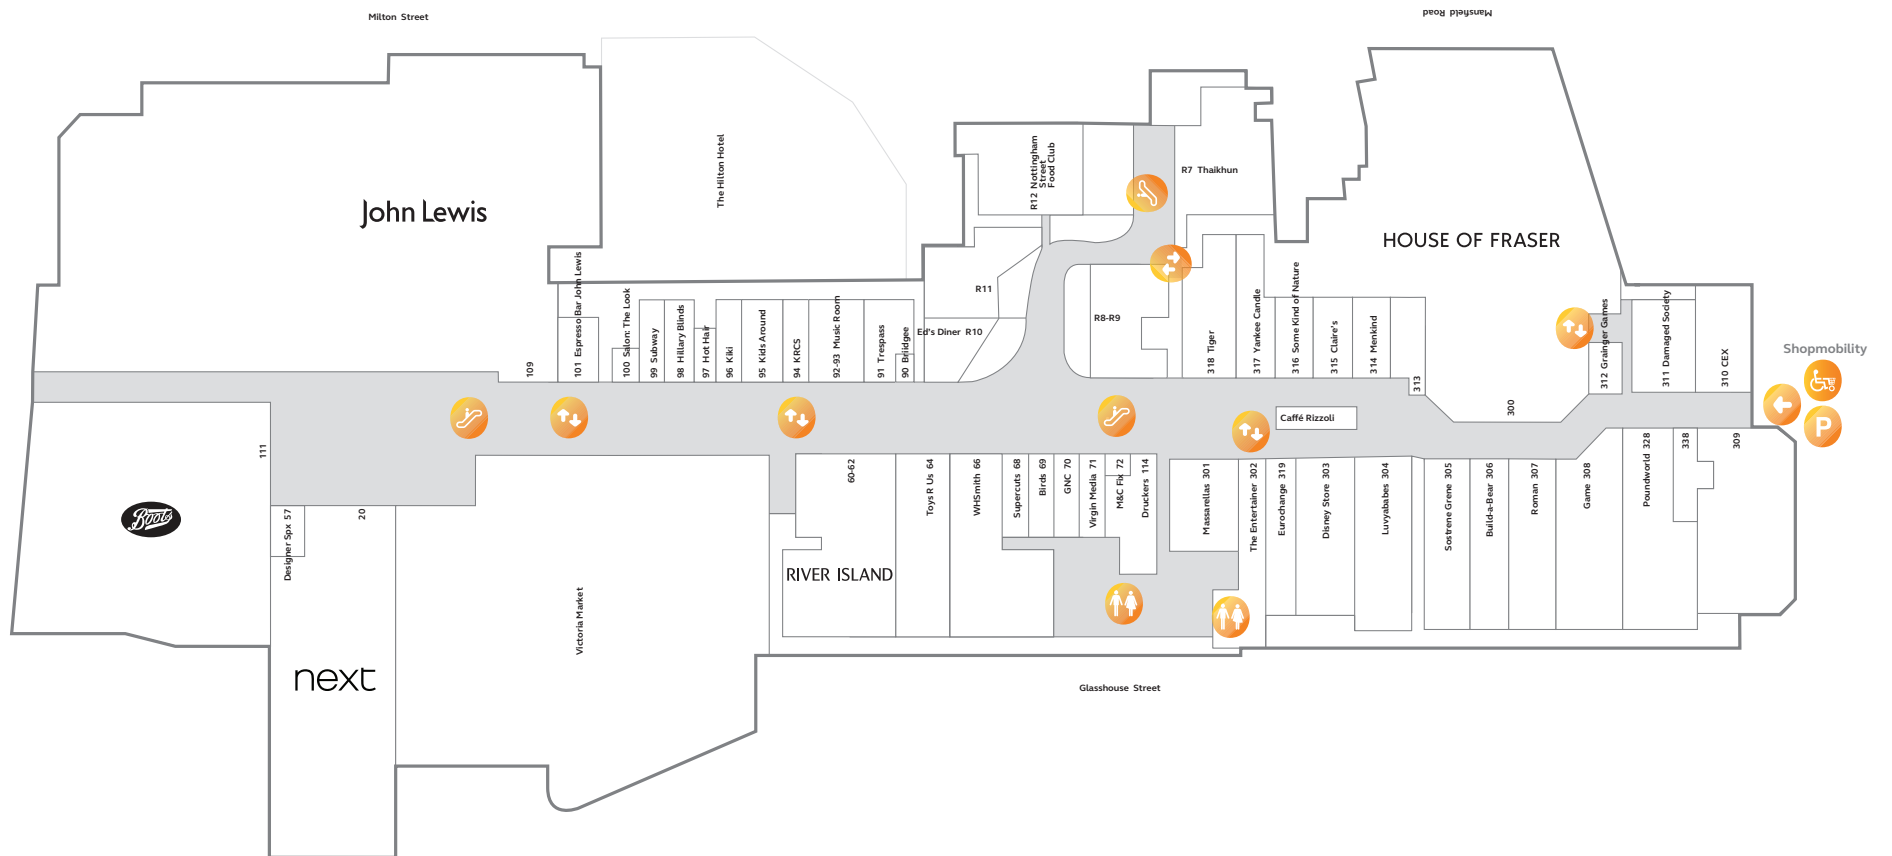 Milton Street
Mansfield Road
John Lewis
The Hilton Hotel
R12 Nottingham
Street
Food Club
R7 Thaikhun
HOUSE OF FRASER
R11
Ed's Diner R10
R8-R9
109
101 Espresso Bar John Lewis
100 Salon: The Look
99 Subway
98 Hillary Blinds
97 Hot Hair
96 Kiki
95 Kids Around
94 KRCS
92-93 Music Room
91 Trespass
90 Briidgee
318 Tiger
317 Yankee Candle
316 Some Kind of Nature
315 Claire's
314 Menkind
313
300
312 Grainger Games
311 Damaged Society
310 CEX
Shopmobility
P
Caffé Rizzoli
111
Boots
Designer Spx 57
20
next
Victoria Market
60-62
RIVER ISLAND
Toys R Us 64
WHSmith 66
Supercuts 68
Birds 69
GNC 70
Virgin Media 71
M&C Fix 72
Druckers 114
Massarellas 301
The Entertainer 302
Eurochange 319
Disney Store 303
Luvyababes 304
Sostrene Grene 305
Build-a-Bear 306
Roman 307
Game 308
Poundworld 328
338
309
Glasshouse Street